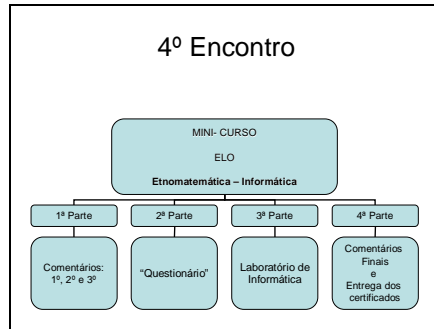 4º Encontro
MINI- CURSO
ELO
Etnomatemática – Informática
1ª Parte
2ª Parte
3ª Parte
4ª Parte
Comentários:
1º, 2º e 3º
“Questionário”
Laboratório de
Informática
Comentários
Finais
e
Entrega dos
certificados